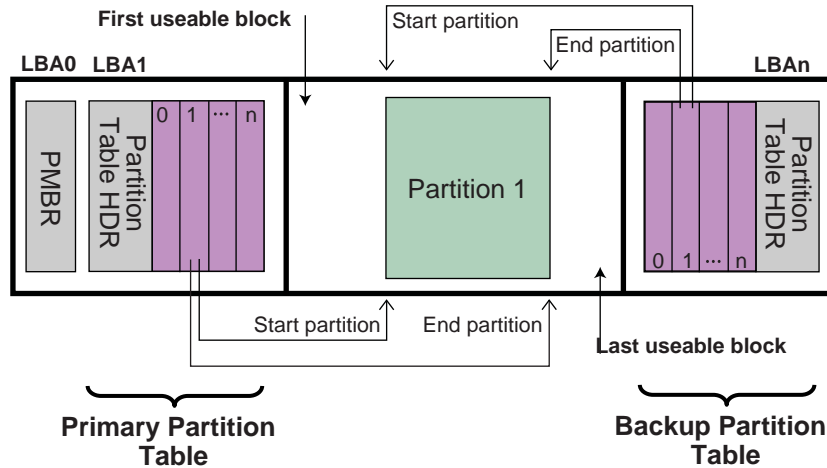 First useable block
Start partition
End partition
LBA0
LBA1
LBAn
PMBR
Partition
Table HDR
0 1 ··· n
Partition 1
0 1 ··· n
Partition
Table HDR
Start partition
End partition
Last useable block
Primary Partition
Table
Backup Partition
Table